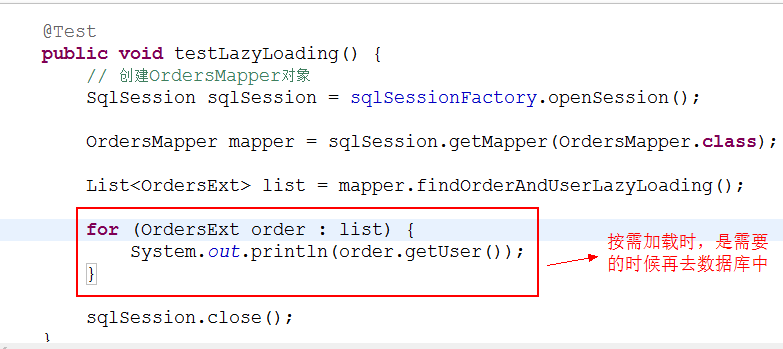 @Test
public void testLazyLoading() {
// 创建OrdersMapper对象
SqlSession sqlSession = sqlSessionFactory.openSession();
OrdersMapper mapper = sqlSession.getMapper(OrdersMapper.class);
List<OrdersExt> list = mapper.findOrderAndUserLazyLoading();
for (OrdersExt order : list) {
System.out.println(order.getUser());
}
按需加载时，是需要
的时候再去数据库中
sqlSession.close();
}